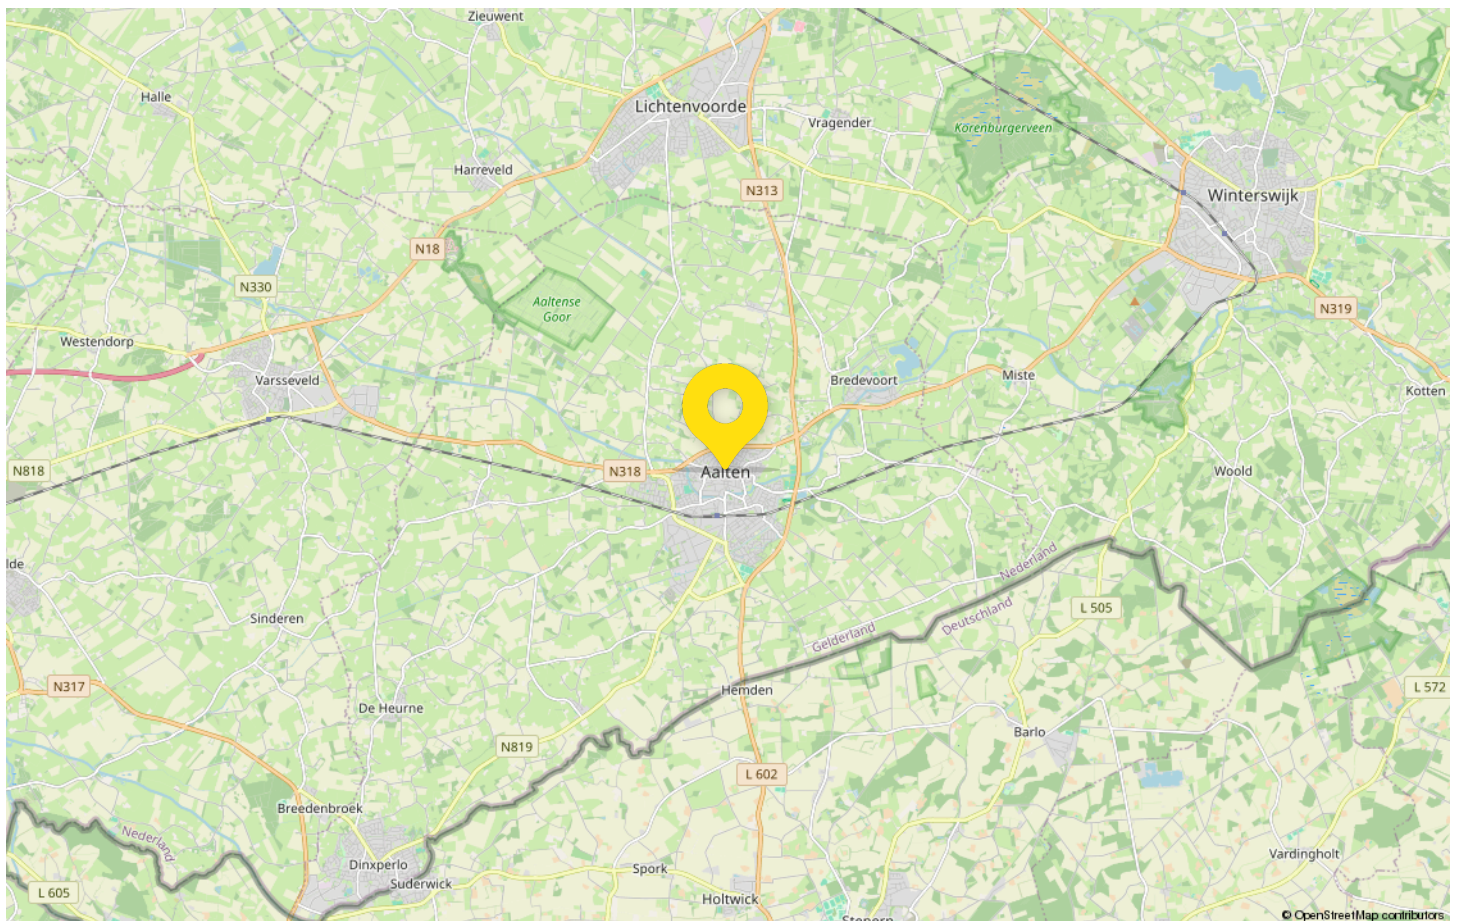 Zieuwent
Halle
Lichtenvoorde
Vragender
Korenburgerveen
Harreveld
N313
Winterswijk
N18
N330
Aaltense
Goor
N319
Westendorp
Varsseveld
Bredevoort
Miste
Kotten
N818
N318
Aalten
Woold
lde
Nederland
Deutschland
L 505
Sinderen
Gelderland
N317
Hemden
L 572
De Heurne
Barlo
N819
L 602
Breedenbroek
Nederland
Dinxperlo
Suderwick
Spork
Vardingholt
L 605
Holtwick
Stenern
© OpenStreetMap contributors